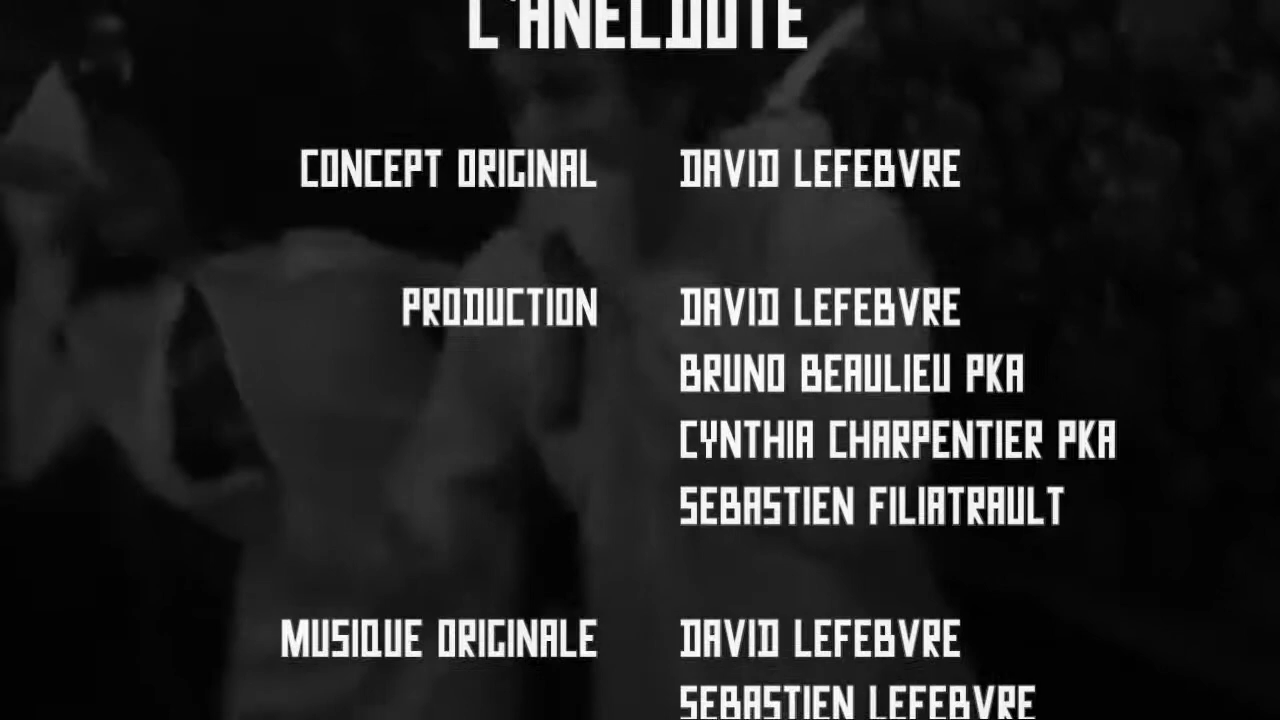 L'ANECDOTE
CONCEPT ORIGINAL DAVID LEFEBVRE
PRODUCTION DAVID LEFEBVRE
BRUNO BEAULIEU PKA
CYNTHIA CHARPENTIER PKA
SEBASTIEN FILIATRAULT
MUSIQUE ORIGINALE DAVID LEFEBVRE
SEBASTIEN LEFEBVRE